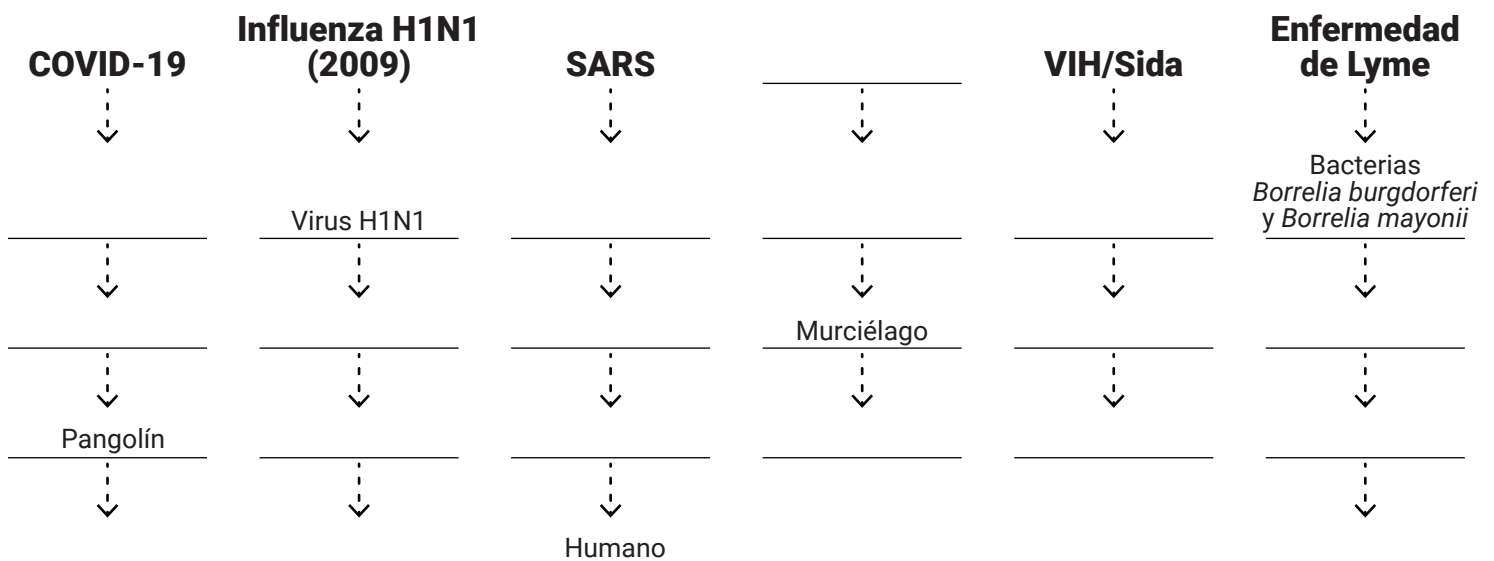 COVID-19
Influenza H1N1
(2009)
SARS
VIH/Sida
Enfermedad
de Lyme
Virus H1N1
Bacterias
Borrelia burgdorferi
y Borrelia mayonii
Murciélago
Pangolín
Humano